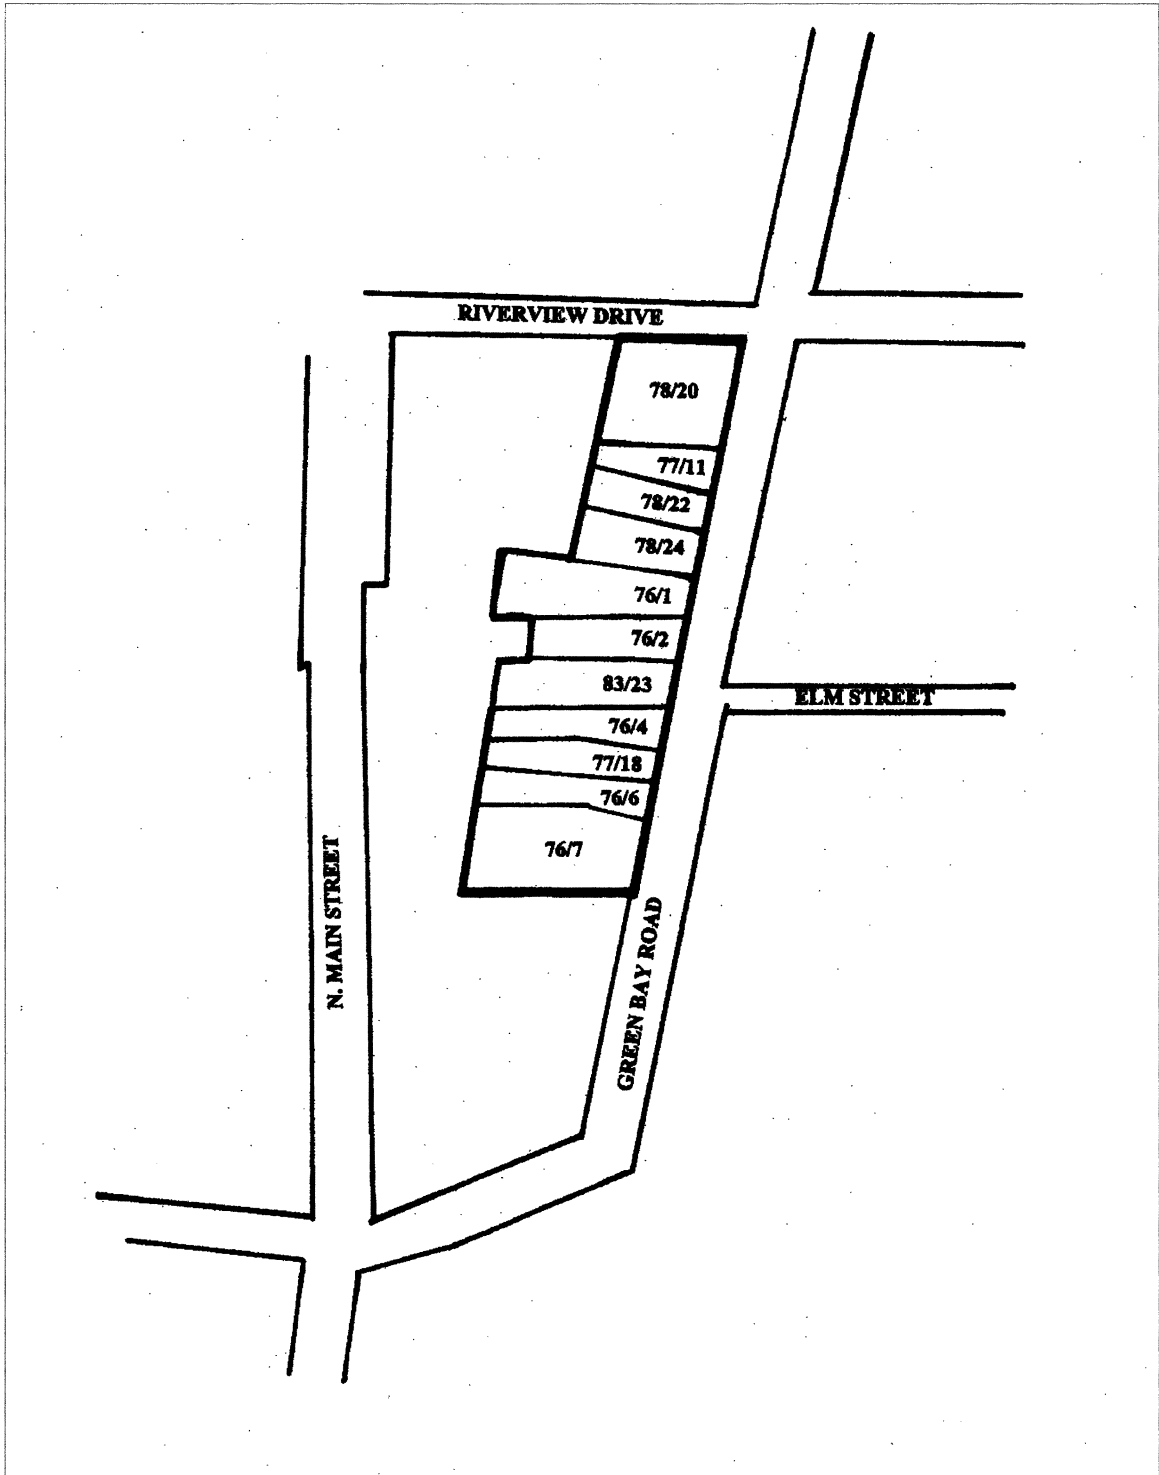 RIVERVIEW DRIVE
78/20
77/11
78/22
78/24
76/1
76/2
83/23
ELM STREET
76/4
77/18
76/6
76/7
N. MAIN STREET
GREEN BAY ROAD